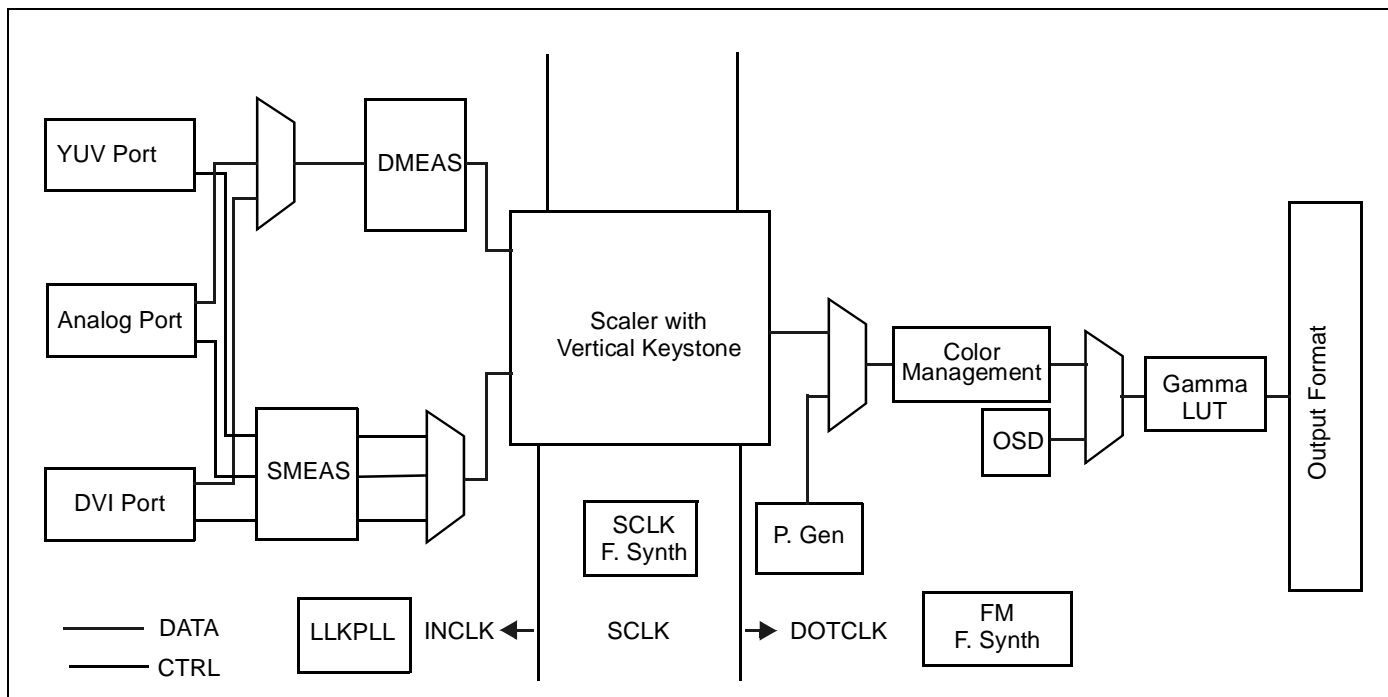 YUV Port
DMEAS
Analog Port
Scaler with
Vertical Keystone
Color
Management
Gamma
LUT
Output Format
OSD
SMEAS
DVI Port
SCLK
F. Synth
P. Gen
DATA
CTRL
LLKPLL
INCLK
SCLK
DOTCLK
FM
F. Synth